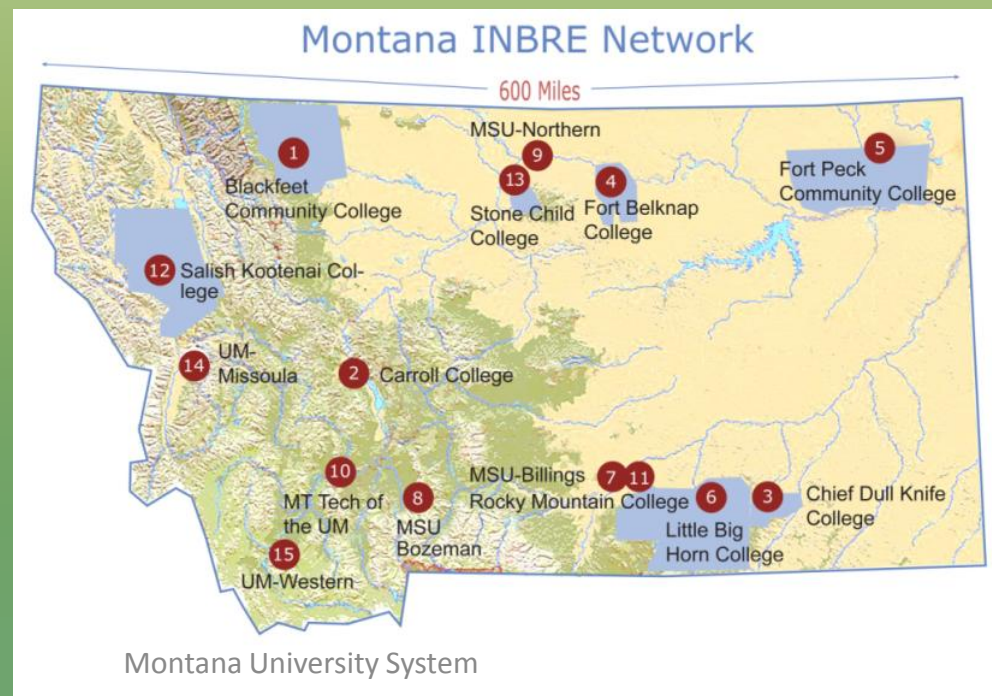 Montana INBRE Network
600 Miles
MSU-Northern
9
5
1
13
4
Fort Peck
Community College
Blackfeet
Community College
Stone Child
College
Fort Belknap
College
12
Salish Kootenai Col-
lege
14
UM-
Missoula
2
Carroll College
10
MT Tech of
the UM
8
MSU
Bozeman
MSU-Billings
7
11
Rocky Mountain College
6
3
Chief Dull Knife
College
Little Big
Horn College
15
UM-Western
Montana University System